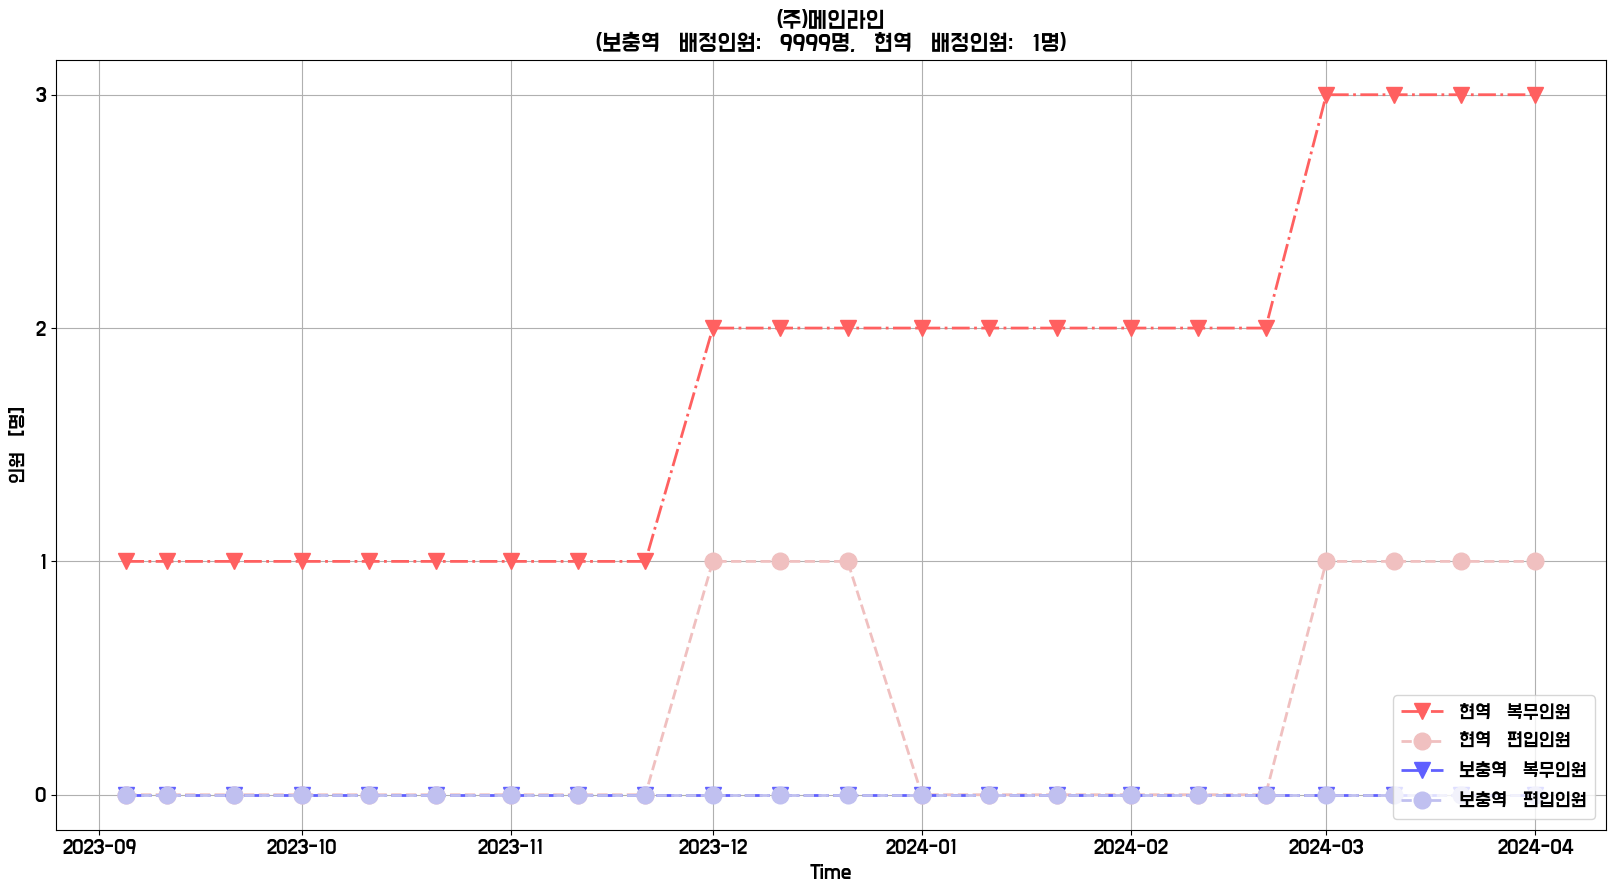 (주)메인라인
(보충역 배정인원: 9999명, 현역 배정인원: 1명)
3
2
1
0
인원 [명]
현역 복무인원
현역 편입인원
보충역 복무인원
보충역 편입인원
2023-09 2023-10 2023-11 2023-12 2024-01 2024-02 2024-03 2024-04
Time